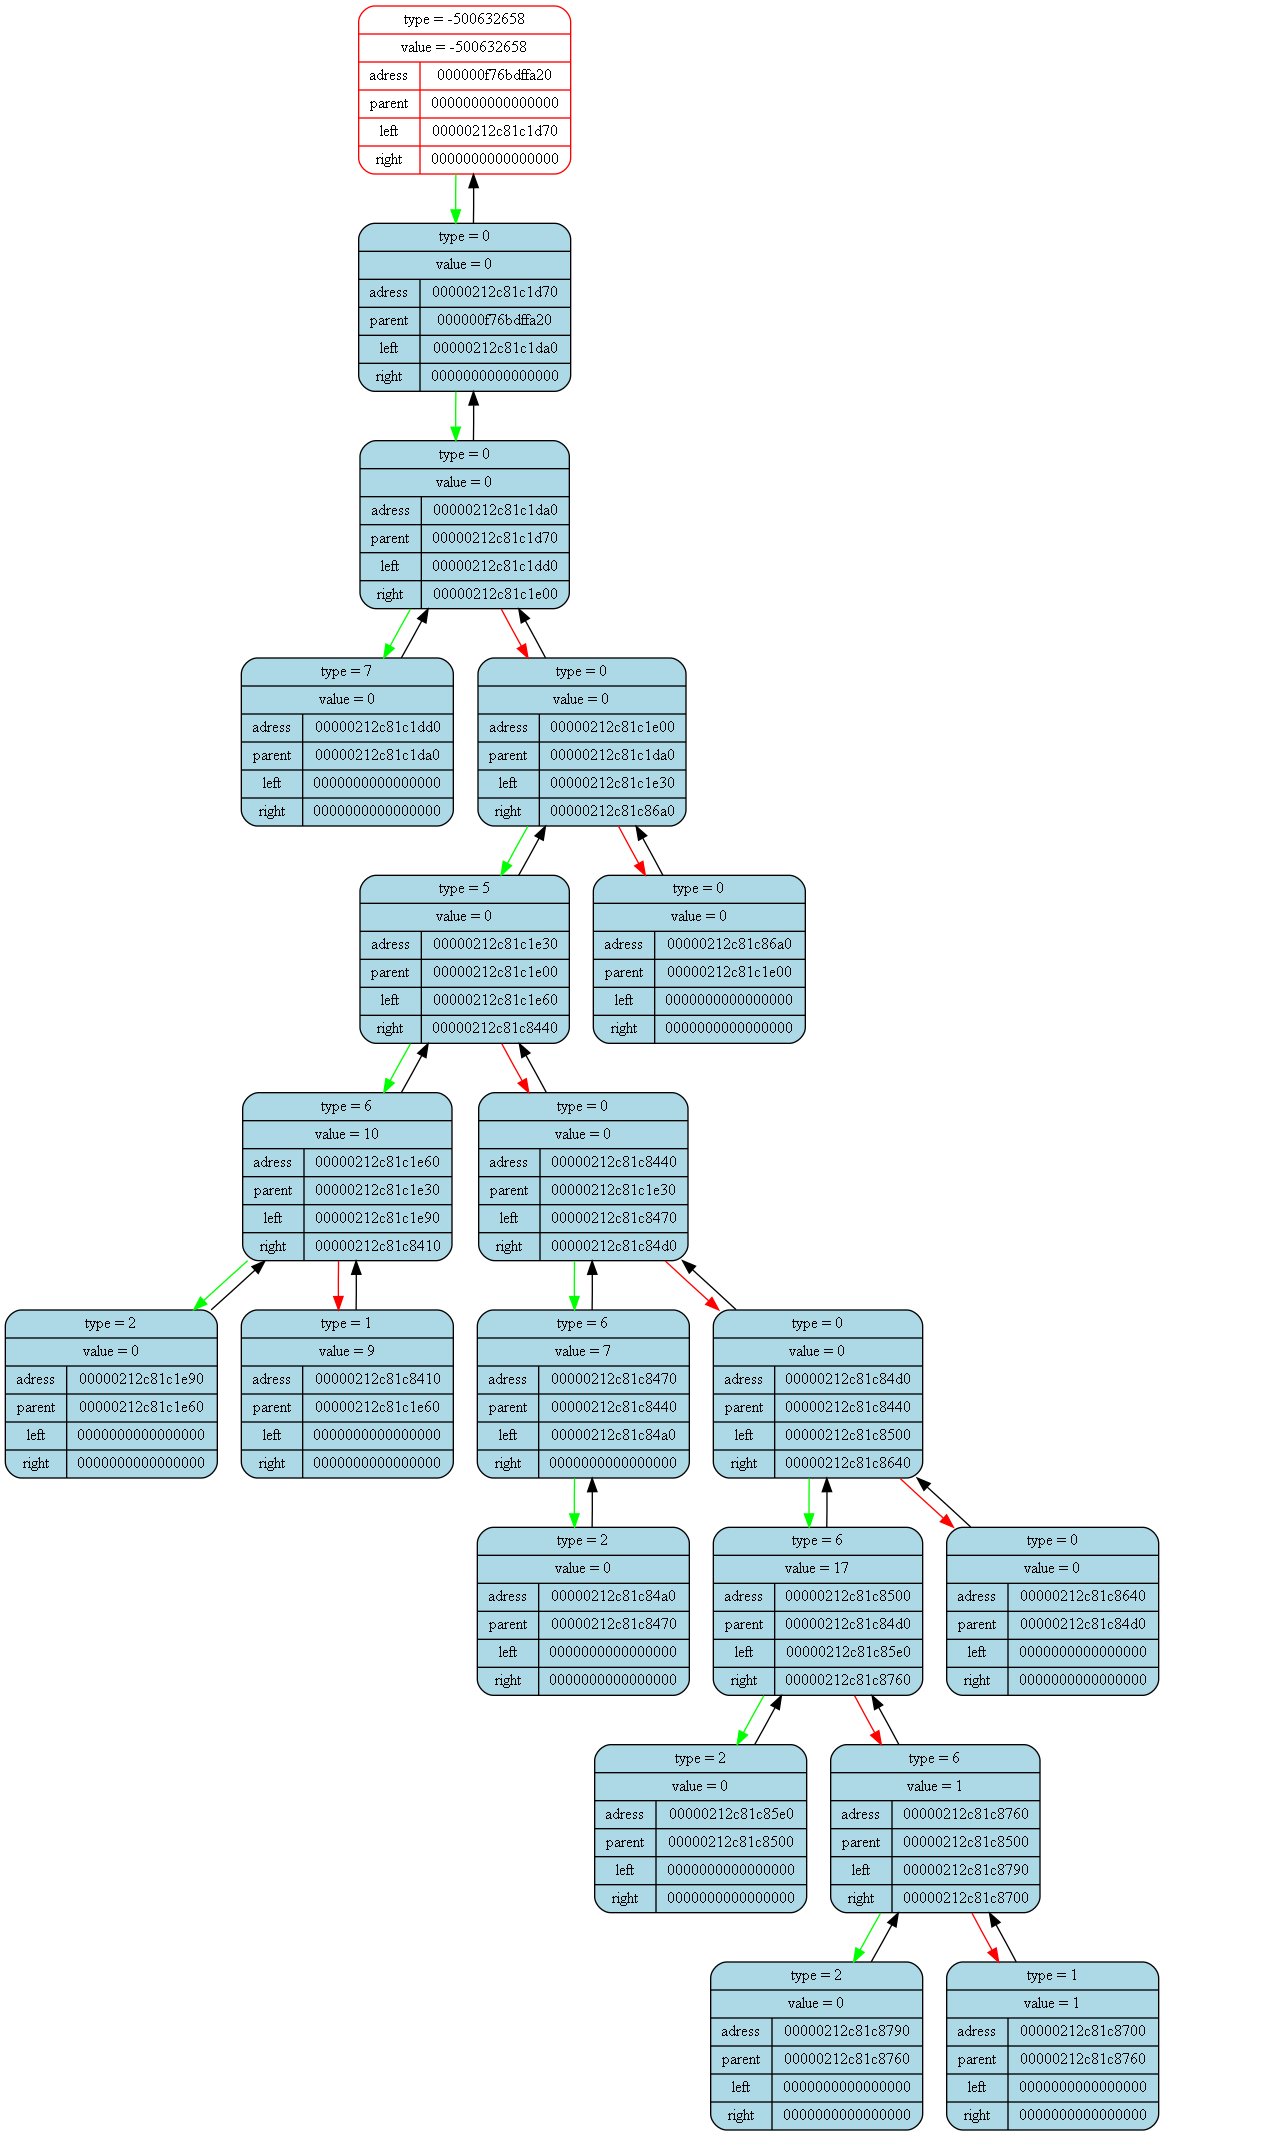 type = -500632658
value = -500632658
adress 000000f76bdffa20
parent 0000000000000000
left 00000212c81c1d70
right 0000000000000000
type = 0
value = 0
adress 00000212c81c1d70
parent 000000f76bdffa20
left 00000212c81c1da0
right 0000000000000000
type = 0
value = 0
adress 00000212c81c1da0
parent 00000212c81c1d70
left 00000212c81c1dd0
right 00000212c81c1e00
type = 7
value = 0
adress 00000212c81c1dd0
parent 00000212c81c1da0
left 0000000000000000
right 0000000000000000
type = 0
value = 0
adress 00000212c81c1e00
parent 00000212c81c1da0
left 00000212c81c1e30
right 00000212c81c86a0
type = 5
value = 0
adress 00000212c81c1e30
parent 00000212c81c1e00
left 00000212c81c1e60
right 00000212c81c8440
type = 0
value = 0
adress 00000212c81c86a0
parent 00000212c81c1e00
left 0000000000000000
right 0000000000000000
type = 6
value = 10
adress 00000212c81c1e60
parent 00000212c81c1e30
left 00000212c81c1e90
right 00000212c81c8410
type = 0
value = 0
adress 00000212c81c8440
parent 00000212c81c1e30
left 00000212c81c8470
right 00000212c81c84d0
type = 2
value = 0
adress 00000212c81c1e90
parent 00000212c81c1e60
left 0000000000000000
right 0000000000000000
type = 1
value = 9
adress 00000212c81c8410
parent 00000212c81c1e60
left 0000000000000000
right 0000000000000000
type = 6
value = 7
adress 00000212c81c8470
parent 00000212c81c8440
left 00000212c81c84a0
right 0000000000000000
type = 0
value = 0
adress 00000212c81c84d0
parent 00000212c81c8440
left 00000212c81c8500
right 00000212c81c8640
type = 2
value = 0
adress 00000212c81c84a0
parent 00000212c81c8470
left 0000000000000000
right 0000000000000000
type = 6
value = 17
adress 00000212c81c8500
parent 00000212c81c84d0
left 00000212c81c85e0
right 00000212c81c8760
type = 0
value = 0
adress 00000212c81c8640
parent 00000212c81c84d0
left 0000000000000000
right 0000000000000000
type = 2
value = 0
adress 00000212c81c85e0
parent 00000212c81c8500
left 0000000000000000
right 0000000000000000
type = 6
value = 1
adress 00000212c81c8760
parent 00000212c81c8500
left 00000212c81c8790
right 00000212c81c8700
type = 2
value = 0
adress 00000212c81c8790
parent 00000212c81c8760
left 0000000000000000
right 0000000000000000
type = 1
value = 1
adress 00000212c81c8700
parent 00000212c81c8760
left 0000000000000000
right 0000000000000000